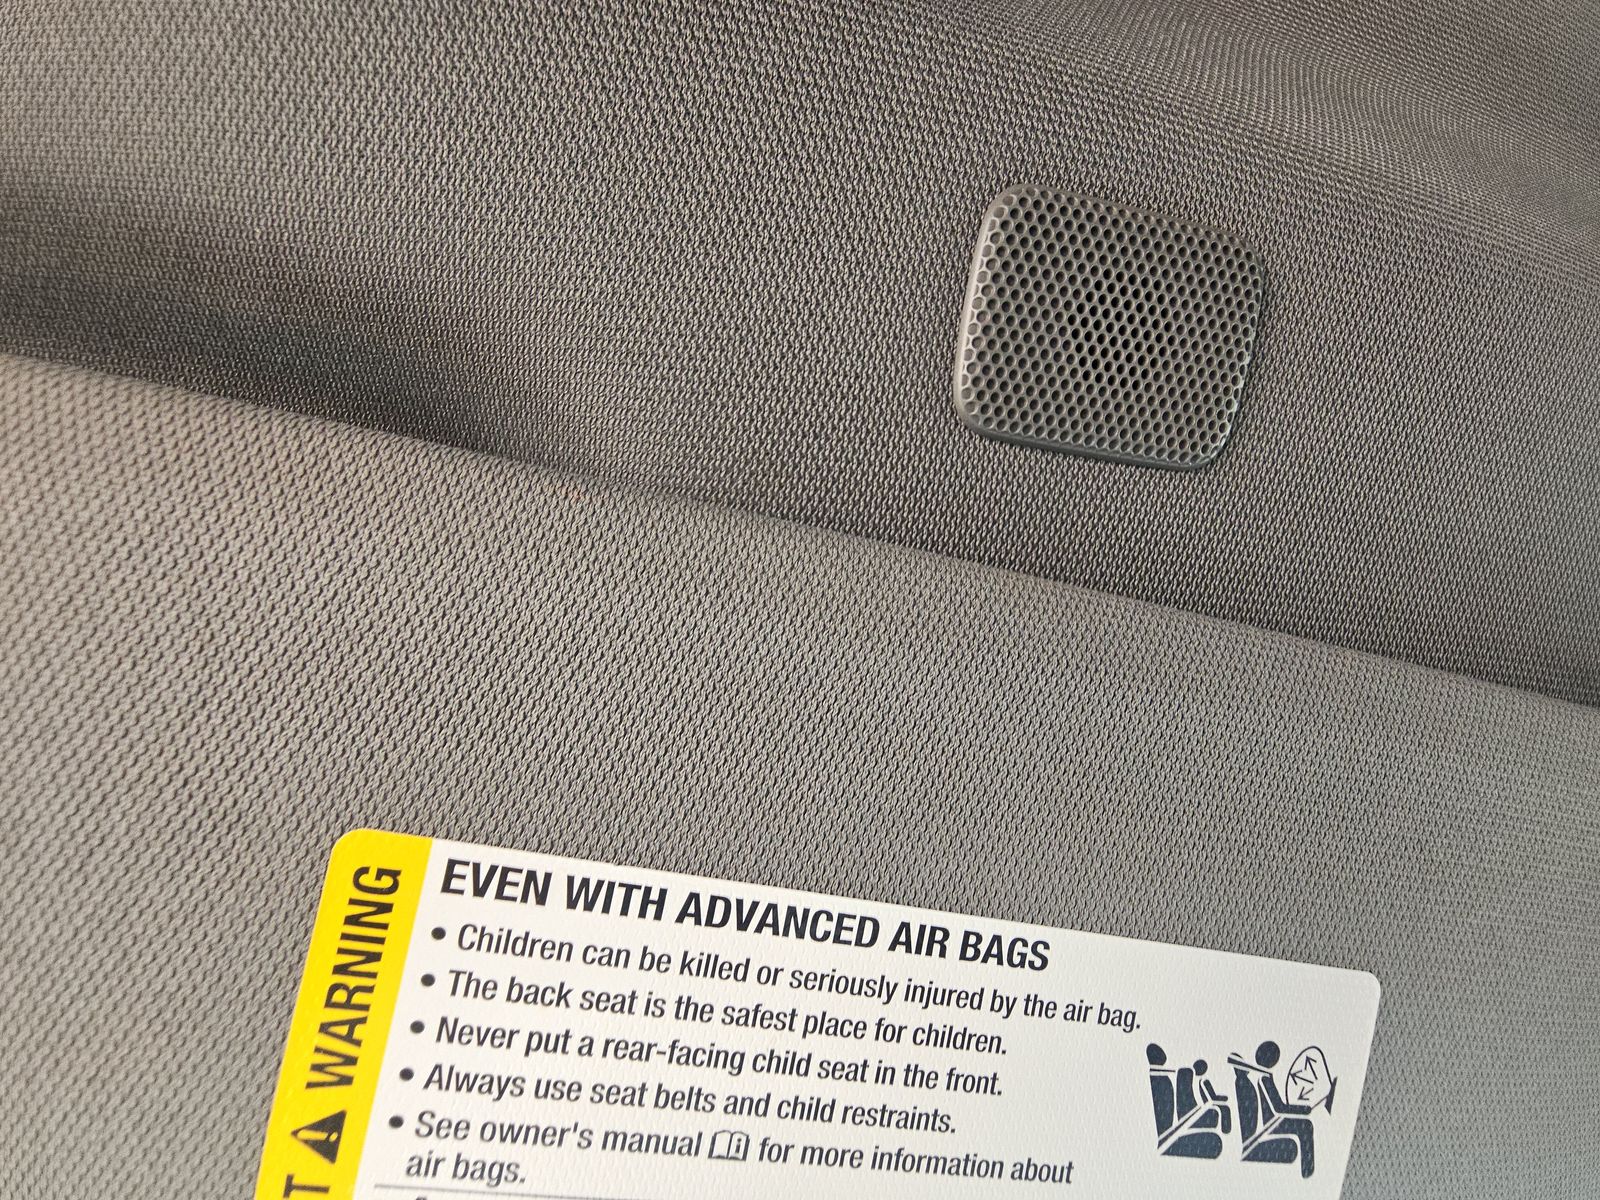 WARNING
EVEN WITH ADVANCED AIR BAGS
• Children can be killed or seriously injured by the air bag.
• The back seat is the safest place for children.
• Never put a rear-facing child seat in the front.
• Always use seat belts and child restraints.
• See owner's manual for more information about
air bags.